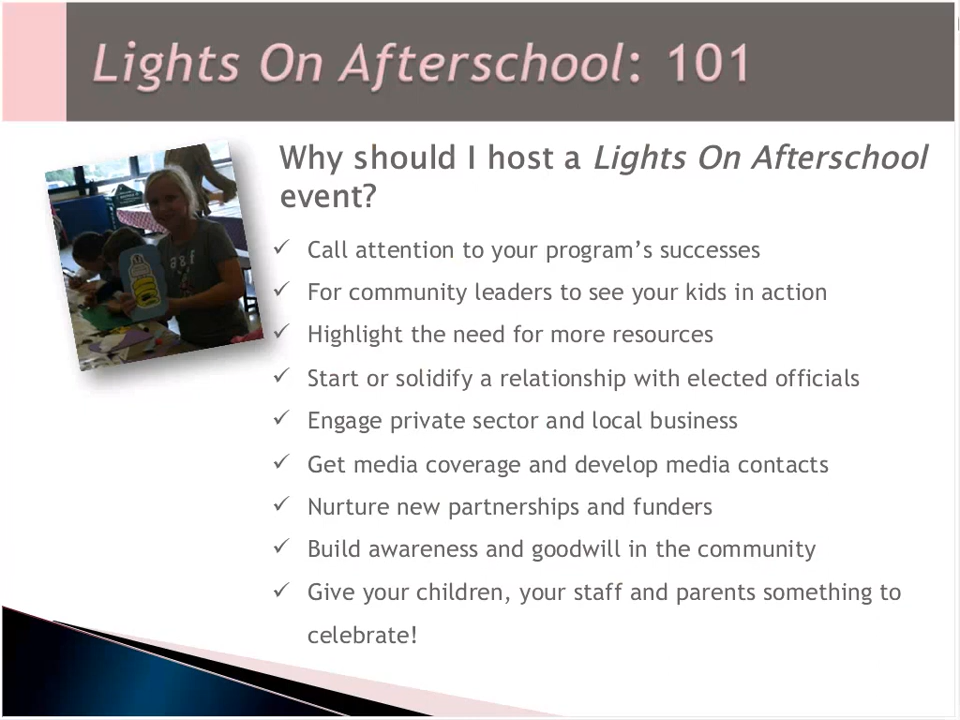 Lights On Afterschool: 101
Why should I host a Lights On Afterschool
event?
✓ Call attention to your program's successes
✓ For community leaders to see your kids in action
✓ Highlight the need for more resources
✓ Start or solidify a relationship with elected officials
✓ Engage private sector and local business
✓ Get media coverage and develop media contacts
✓ Nurture new partnerships and funders
✓ Build awareness and goodwill in the community
✓ Give your children, your staff and parents something to
celebrate!